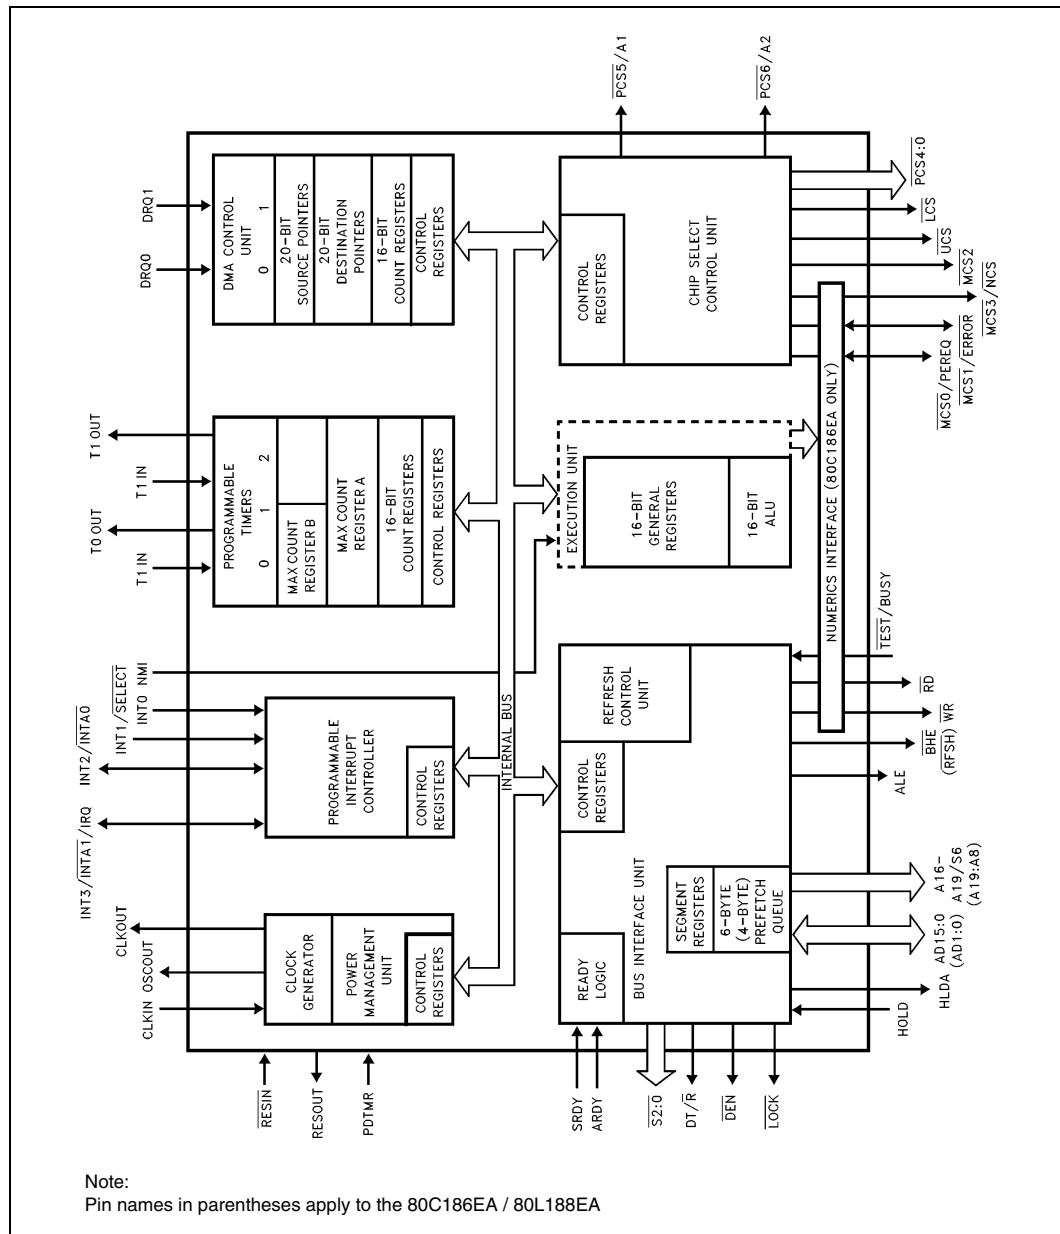 CLKIN
OSCOUT
CLKOUT
INT3/INTA1/IRQ
INT2/INTA0
INT1/SELECT
INT0
NMI
T1 IN
T0 OUT
T1 IN
T1 OUT
DRQ0
DRQ1
CLOCK
GENERATOR
POWER
MANAGEMENT
UNIT
CONTROL
REGISTERS
PROGRAMMABLE
INTERRUPT
CONTROLLER
CONTROL
REGISTERS
PROGRAMMABLE
TIMERS
0 1 2
MAX COUNT
REGISTER B
MAX COUNT
REGISTER A
16-BIT
COUNT REGISTERS
CONTROL REGISTERS
DMA CONTROL
UNIT
0 1
20-BIT
SOURCE POINTERS
20-BIT
DESTINATION
POINTERS
16-BIT
COUNT REGISTERS
CONTROL
REGISTERS
INTERNAL BUS
RESIN
RESOUT
PDTMR
SRDY
ARDY
S2:0
DT/R
DEN
LOCK
READY
LOGIC
BUS INTERFACE UNIT
CONTROL
REGISTERS
REFRESH
CONTROL
UNIT
SEGMENT
REGISTERS
6-BYTE
(4-BYTE)
PREFETCH
QUEUE
EXECUTION UNIT
16-BIT
GENERAL
REGISTERS
16-BIT
ALU
CONTROL
REGISTERS
CHIP SELECT
CONTROL UNIT
PCS5/A1
PCS6/A2
NUMERICS INTERFACE (80C186EA ONLY)
HOLD
HLDA
AD15:0
(AD1:0)
A16-
A19/S6
(A19:A8)
ALE
BHE
(RFSH)
WR
RD
TEST/BUSY
MCS0/PEREQ
MCS1/ERROR
MCS3/NCS
MCS2
UCS
LCS
PCS4:0
Note:
Pin names in parentheses apply to the 80C186EA / 80L188EA